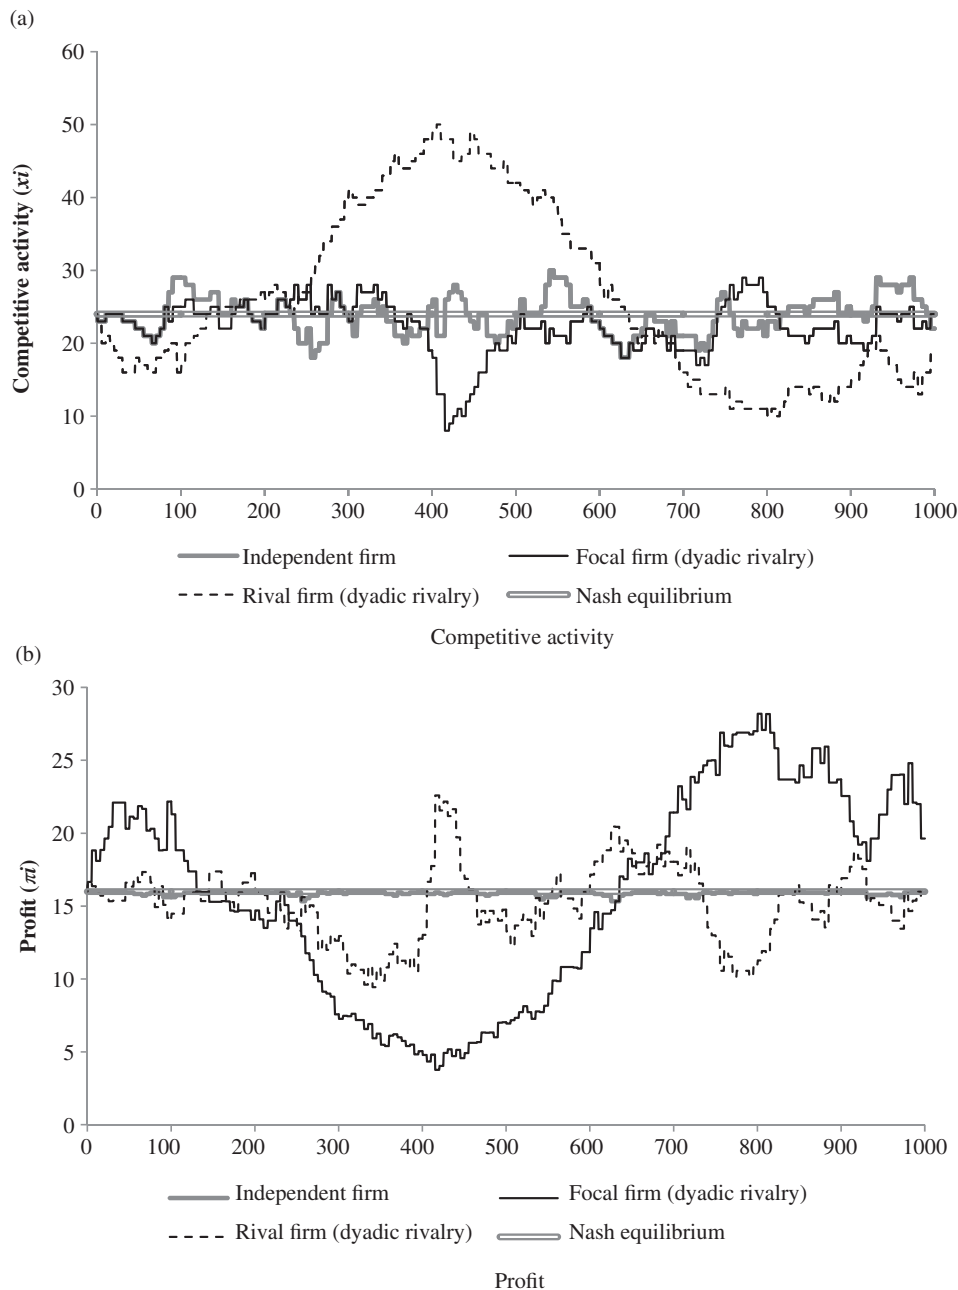 (a)
60
50
40
30
20
10
0
Competitive activity (xi)
0 100 200 300 400 500 600 700 800 900 1000
Independent firm Focal firm (dyadic rivalry)
Rival firm (dyadic rivalry) Nash equilibrium
Competitive activity
(b)
30
25
20
15
10
5
0
Profit (πi)
0 100 200 300 400 500 600 700 800 900 1000
Independent firm Focal firm (dyadic rivalry)
Rival firm (dyadic rivalry) Nash equilibrium
Profit